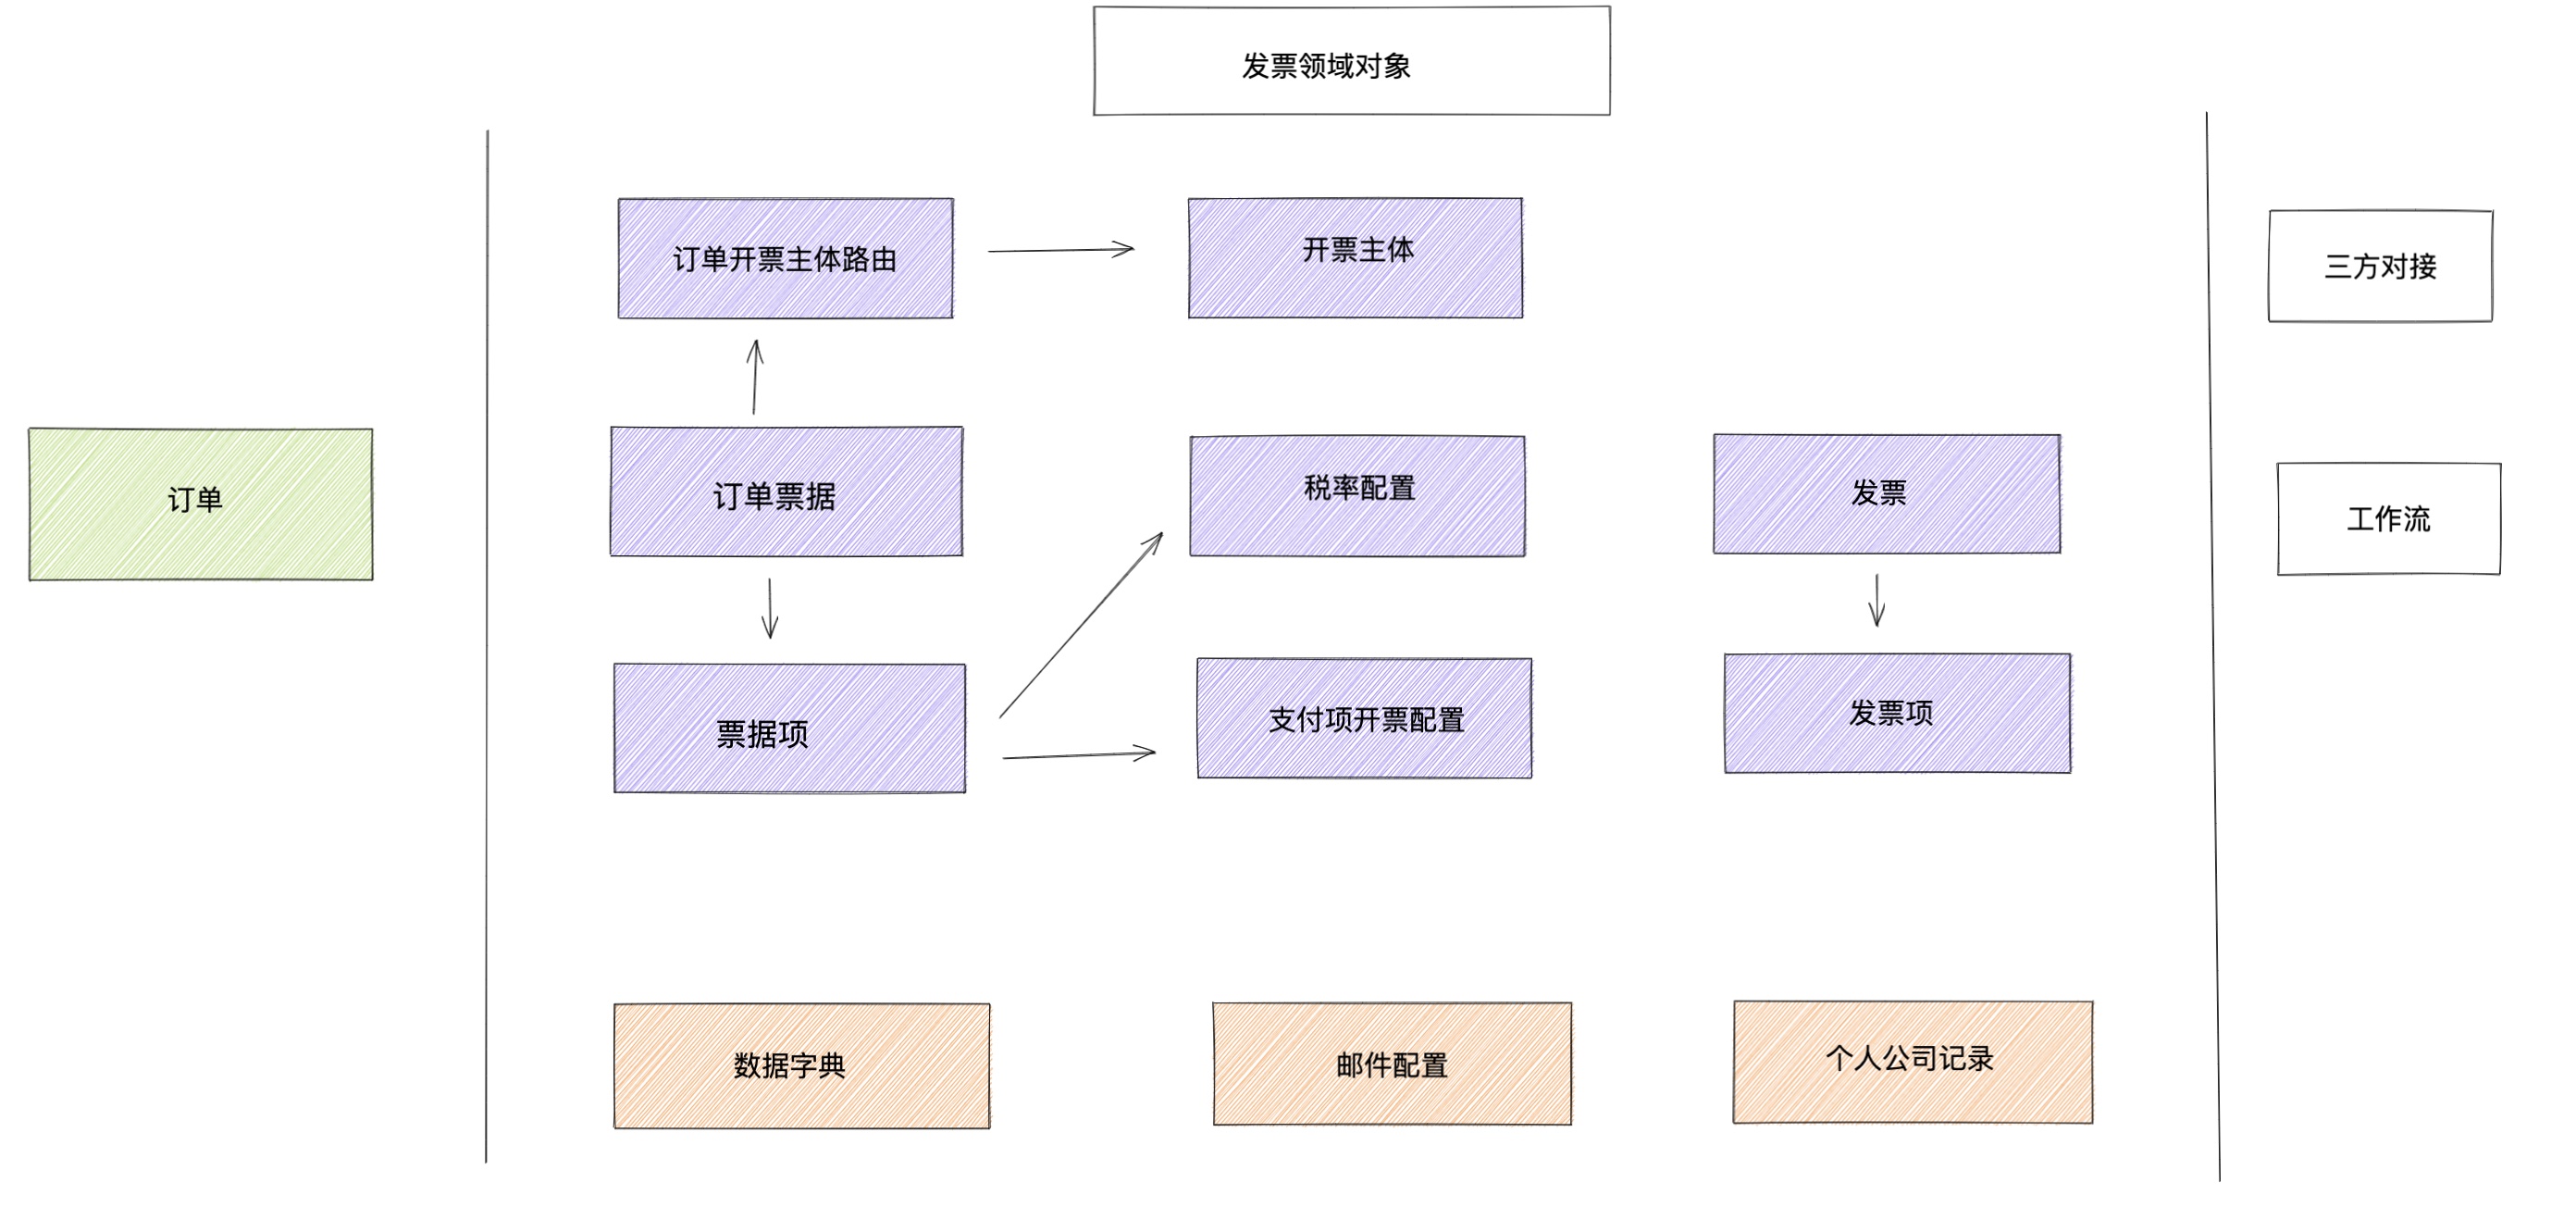 发票领域对象
订单开票主体路由
开票主体
三方对接
订单
订单票据
税率配置
发票
工作流
票据项
支付项开票配置
发票项
数据字典
邮件配置
个人公司记录